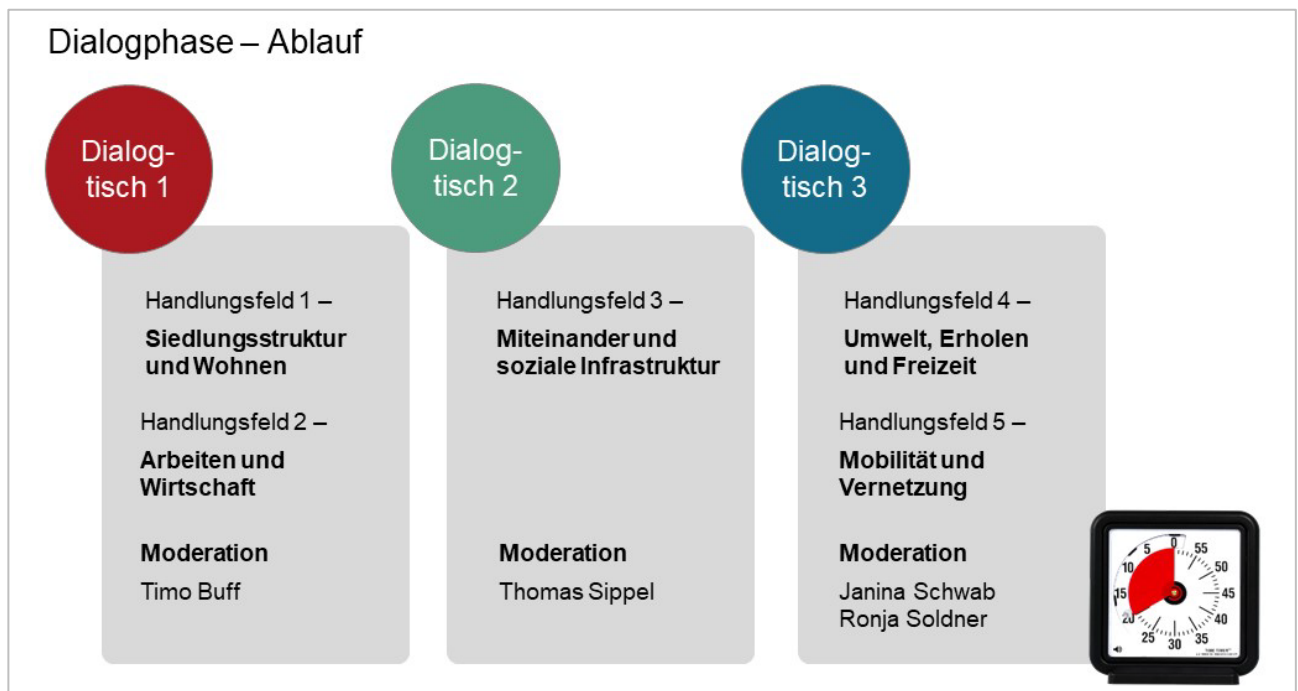 Dialogphase – Ablauf
Dialog-
tisch 1
Handlungsfeld 1 –
Siedlungsstruktur
und Wohnen
Handlungsfeld 2 –
Arbeiten und
Wirtschaft
Moderation
Timo Buff
Dialog-
tisch 2
Handlungsfeld 3 –
Miteinander und
soziale Infrastruktur
Moderation
Thomas Sippel
Dialog-
tisch 3
Handlungsfeld 4 –
Umwelt, Erholen
und Freizeit
Handlungsfeld 5 –
Mobilität und
Vernetzung
Moderation
Janina Schwab
Ronja Soldner
0
55
50
45
40
35
30
25
20
15
10
5
TIME TIMER